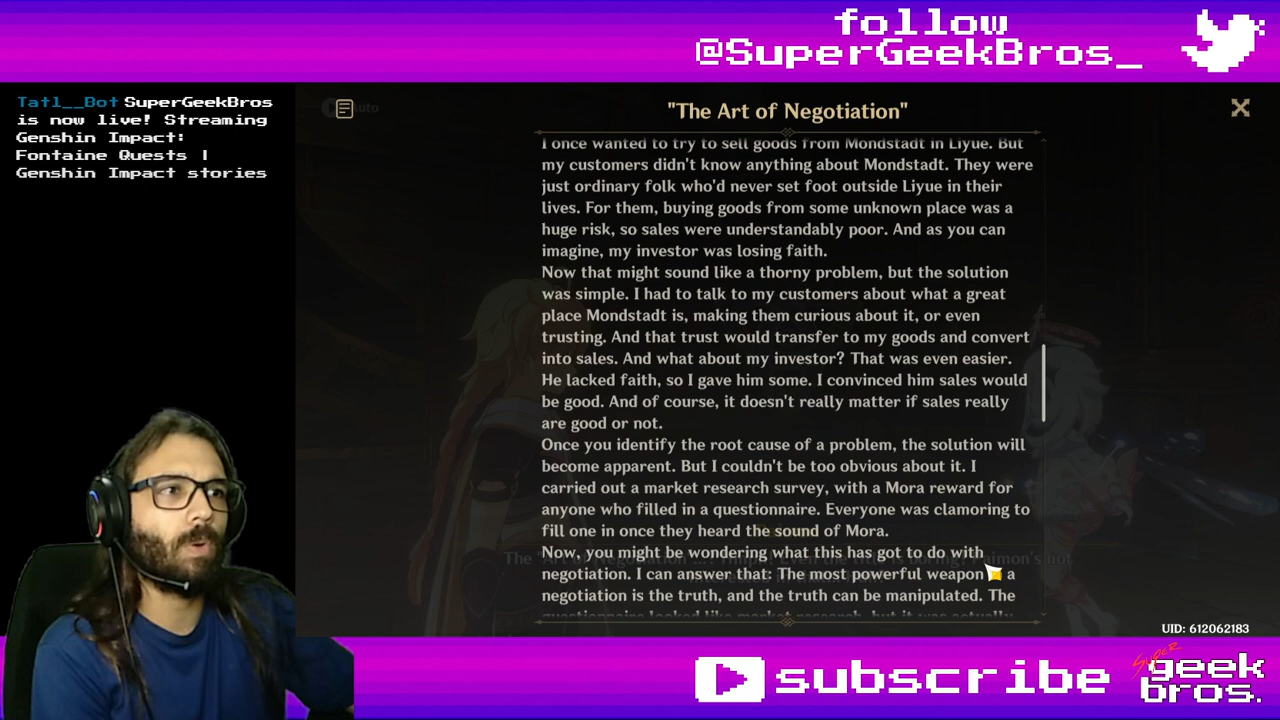 follow
@SuperGeekBros_
Tatl__Bot SuperGeekBros
is now live! Streaming
Genshin Impact:
Fontaine Quests |
Genshin Impact stories
Auto
"The Art of Negotiation"
I once wanted to try to sell goods from Mondstadt in Liyue. But
my customers didn't know anything about Mondstadt. They were
just ordinary folk who'd never set foot outside Liyue in their
lives. For them, buying goods from some unknown place was a
huge risk, so sales were understandably poor. And as you can
imagine, my investor was losing faith.
Now that might sound like a thorny problem, but the solution
was simple. I had to talk to my customers about what a great
place Mondstadt is, making them curious about it, or even
trusting. And that trust would transfer to my goods and convert
into sales. And what about my investor? That was even easier.
He lacked faith, so I gave him some. I convinced him sales would
be good. And of course, it doesn't really matter if sales really
are good or not.
Once you identify the root cause of a problem, the solution will
become apparent. But I couldn't be too obvious about it. I
carried out a market research survey, with a Mora reward for
anyone who filled in a questionnaire. Everyone was clamoring to
fill one in once they heard the sound of Mora.
Now, you might be wondering what this has got to do with
negotiation. I can answer that: The most powerful weapon a
negotiation is the truth, and the truth can be manipulated. The
questionnaire looked like market research, but it was actually
UID: 612062183
subscribe
super
geek
bros.